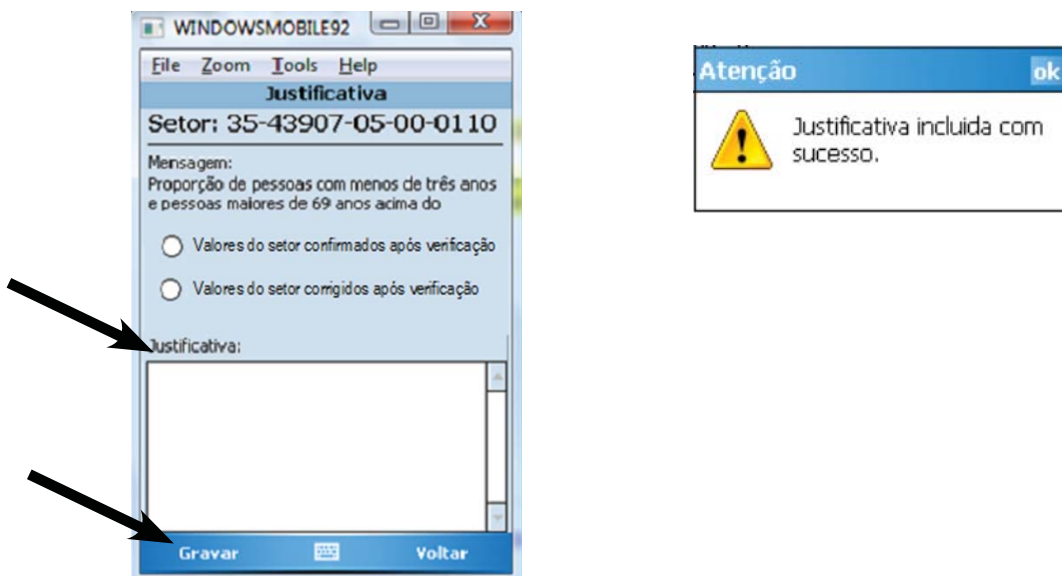 WINDOWSMOBILE92
File Zoom Tools Help
Justificativa
Setor: 35-43907-05-00-0110
Mensagem:
Proporção de pessoas com menos de três anos
e pessoas maiores de 69 anos acima do
Valores do setor confirmados após verificação
Valores do setor corrigidos após verificação
Justificativa:
Gravar Voltar
Atenção ok
Justificativa incluida com
sucesso.